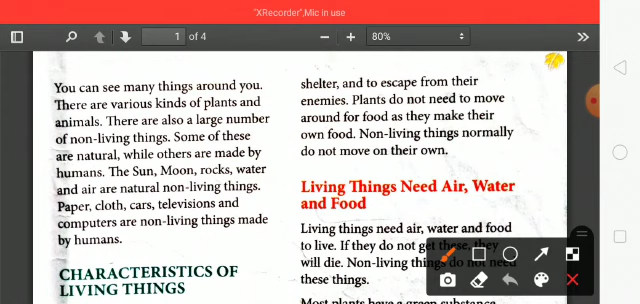 "XRecorder",Mic in use
1 of 4
80%
You can see many things around you.
There are various kinds of plants and
animals. There are also a large number
of non-living things. Some of these
are natural, while others are made by
humans. The Sun, Moon, rocks, water
and air are natural non-living things.
Paper, cloth, cars, televisions and
computers are non-living things made
by humans.
CHARACTERISTICS OF
LIVING THINGS
shelter, and to escape from their
enemies. Plants do not need to move
around for food as they make their
own food. Non-living things normally
do not move on their own.
Living Things Need Air, Water
and Food
Living things need air, water and food
to live. If they do not get these, they
will die. Non-living things do not need
these things.
Most plants have a green substance